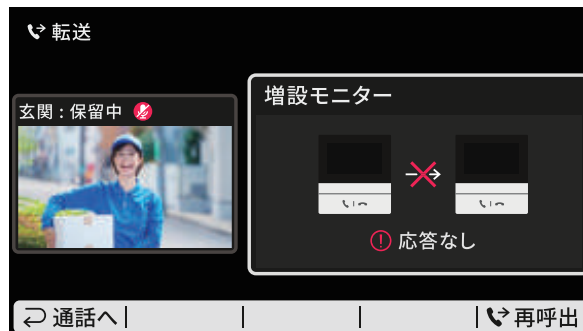 転送
玄関：保留中
増設モニター
応答なし
通話へ
再呼出